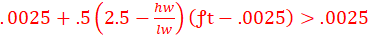 . 0025 + .5 (2.5 − hw/lw) (ƒt − .0025) > .0025